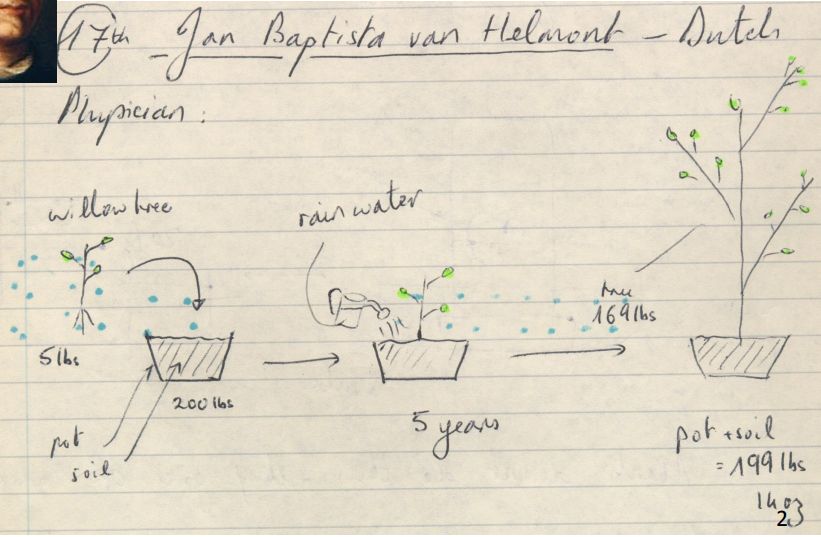 17th - Jan Baptista van Helmont - Dutch
Physician :
willow tree
rain water
5 lbs
200 lbs
pot
soil
5 years
tree
169 lbs
pot + soil
= 199 lbs
14 oz
2